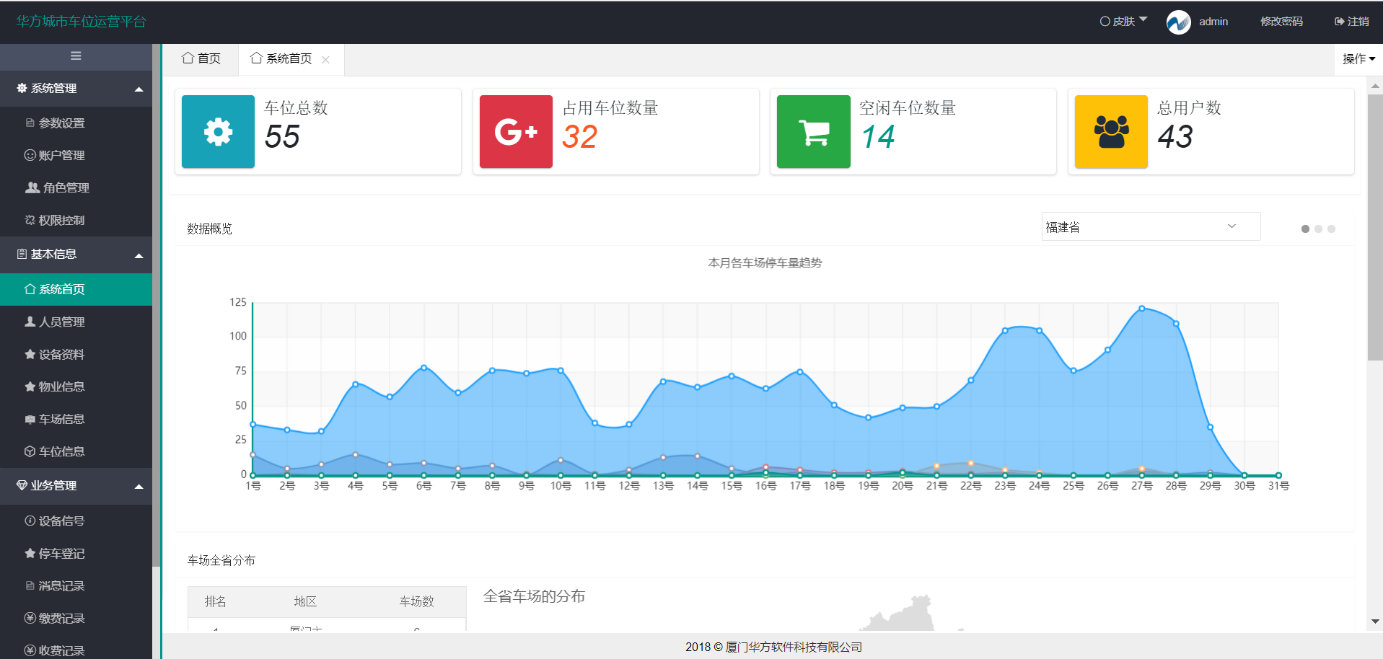 华方城市车位运营平台
皮肤 admin 修改密码 注销
首页 系统首页 操作
系统管理
参数设置
账户管理
角色管理
权限控制
基本信息
系统首页
人员管理
设备资料
物业信息
车场信息
车位信息
业务管理
设备信号
停车登记
消息记录
缴费记录
收费记录
车位总数
55
占用车位数量
32
空闲车位数量
14
总用户数
43
数据概览 福建省
本月各车场停车量趋势
125
100
75
50
25
0
1号 2号 3号 4号 5号 6号 7号 8号 9号 10号 11号 12号 13号 14号 15号 16号 17号 18号 19号 20号 21号 22号 23号 24号 25号 26号 27号 28号 29号 30号 31号
车场全省分布
排名 地区 车场数
全省车场的分布
2018 © 厦门华方软件科技有限公司